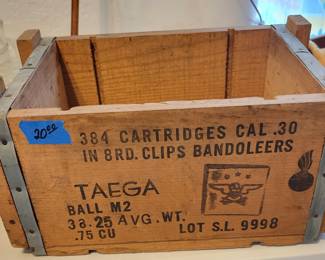 20.00
384 CARTRIDGES CAL .30
IN 8RD. CLIPS BANDOLEERS
TAEGA
BALL M2
38.25 AVG. WT.
.75 CU
LOT S.L. 9998